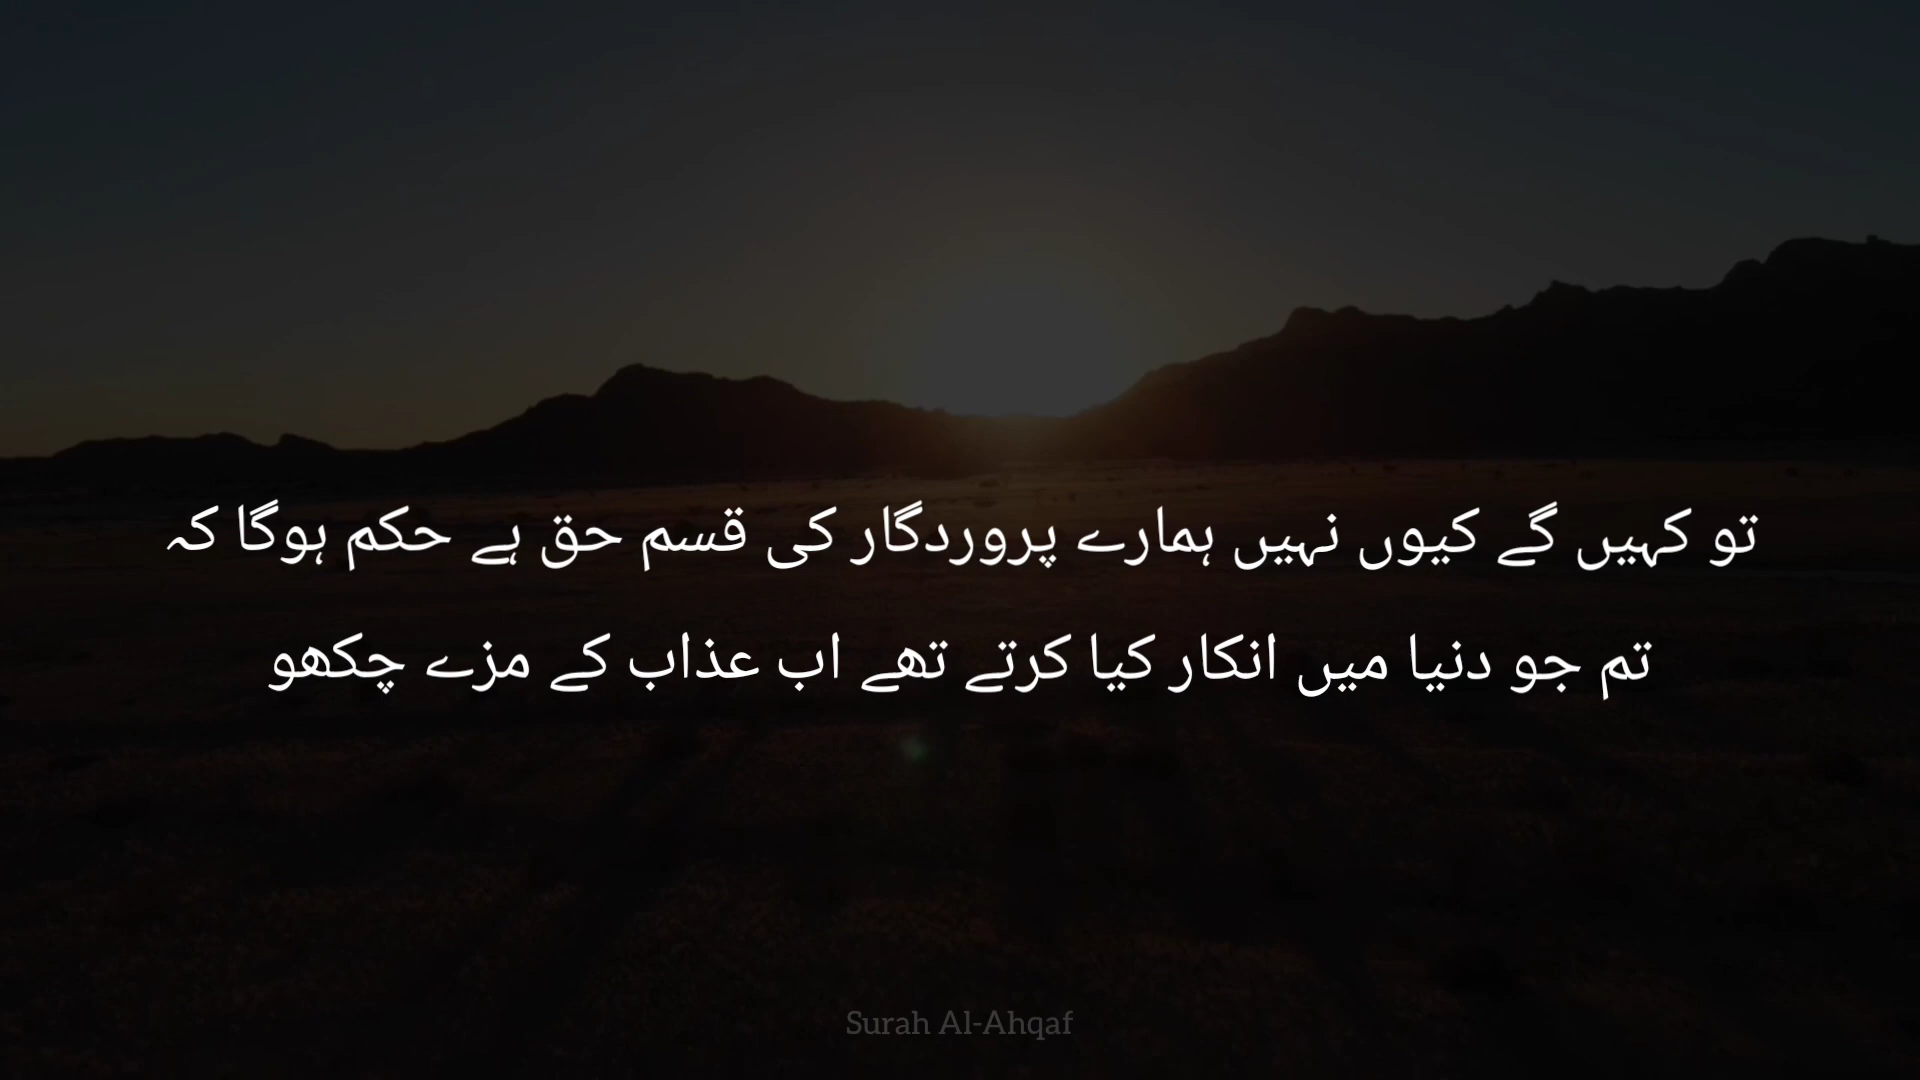 تو کہیں گے کیوں نہیں ہمارے پروردگار کی قسم حق ہے حکم ہوگا کہ
تم جو دنیا میں انکار کیا کرتے تھے اب عذاب کے مزے چکھو
Surah Al-Ahqaf